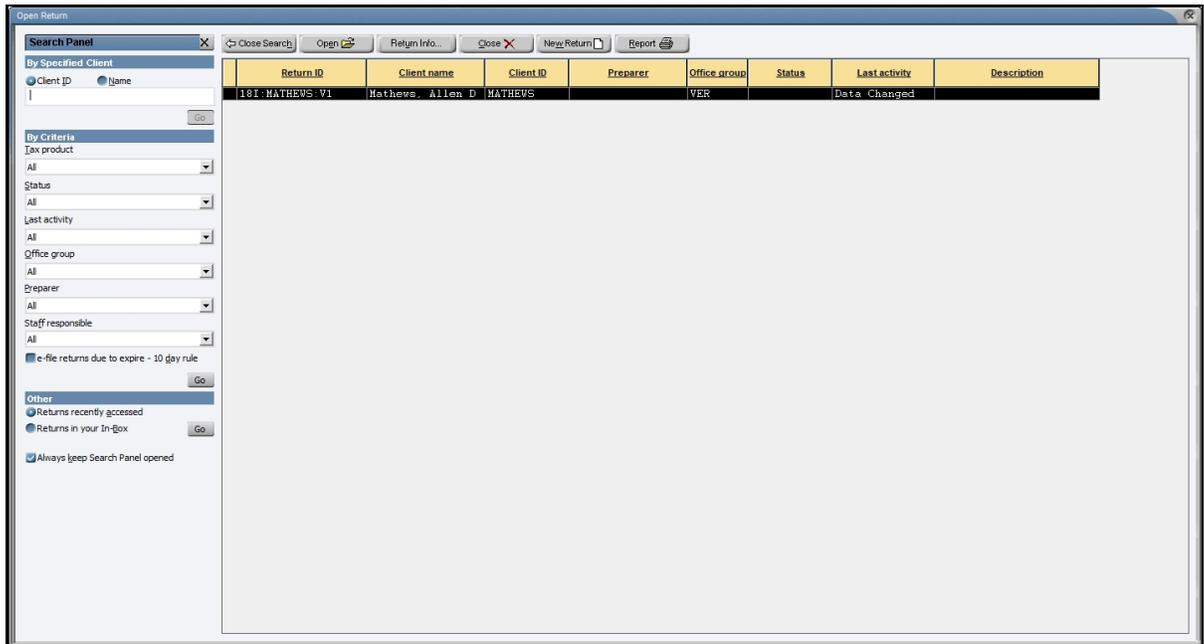 Open Return
Search Panel X
Close Search Open Return Info... Close New Return Report
By Specified Client
Client ID Name
Go
By Criteria
Tax product
All
Status
All
Last activity
All
Office group
All
Preparer
All
Staff responsible
All
e-file returns due to expire - 10 day rule
Go
Other
Returns recently accessed
Returns in your In-Box Go
Always keep Search Panel opened
Return ID Client name Client ID Preparer Office group Status Last activity Description
18I:MATHEWS:V1 Mathews, Allen D MATHEWS VER Data Changed